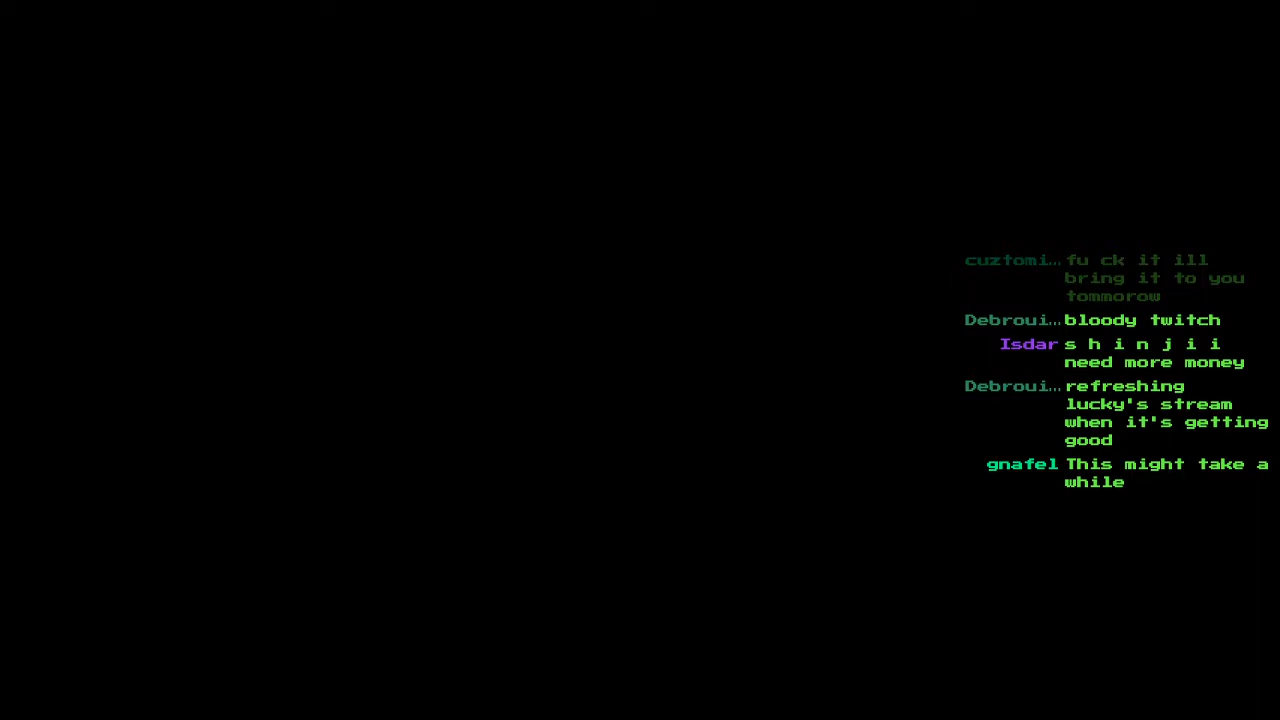 cuztomi… fu ck it ill
bring it to you
tommorow
Debroui… bloody twitch
Isdar s h i n j i i
need more money
Debroui… refreshing
lucky's stream
when it's getting
good
gnafel This might take a
while